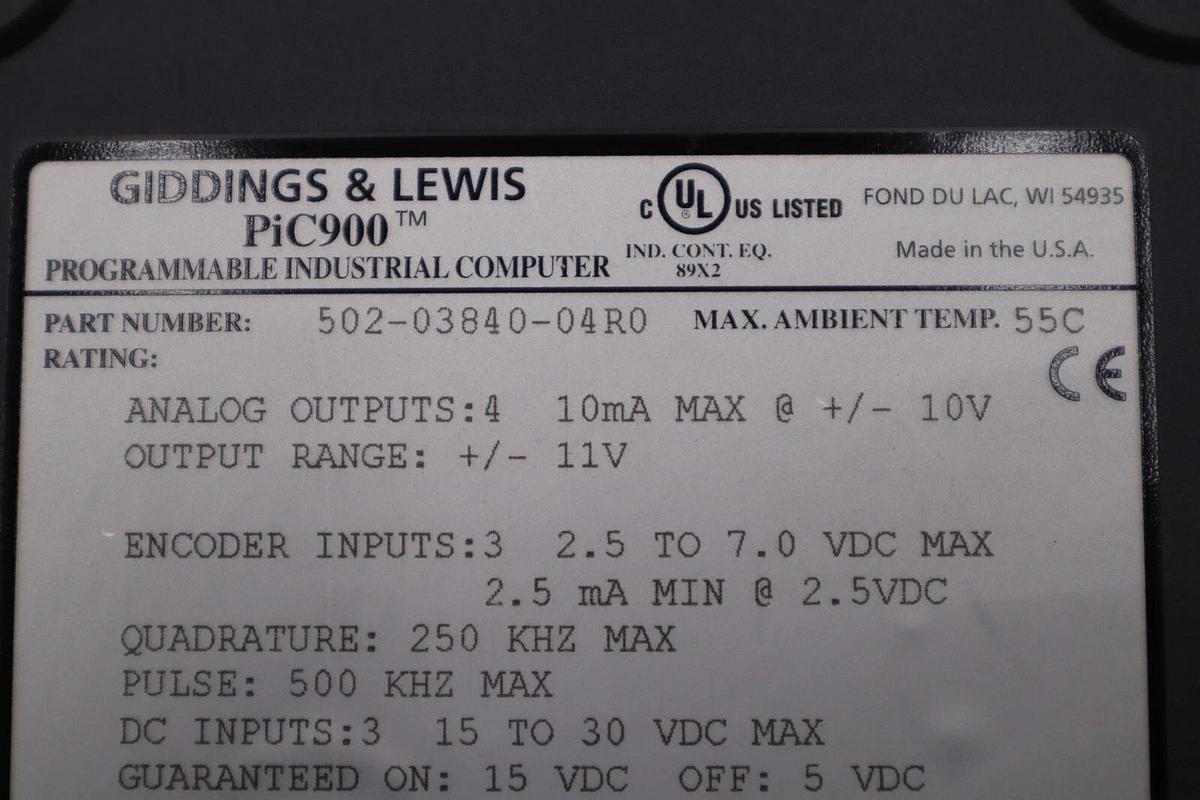 GIDDINGS & LEWIS
PiC900™
PROGRAMMABLE INDUSTRIAL COMPUTER
C UL ® US LISTED
IND. CONT. EQ.
89X2
FOND DU LAC, WI 54935
Made in the U.S.A.
PART NUMBER: 502-03840-04R0 MAX. AMBIENT TEMP. 55C
RATING:
CE
ANALOG OUTPUTS:4 10mA MAX @ +/- 10V
OUTPUT RANGE: +/- 11V
ENCODER INPUTS:3 2.5 TO 7.0 VDC MAX
2.5 mA MIN @ 2.5VDC
QUADRATURE: 250 KHZ MAX
PULSE: 500 KHZ MAX
DC INPUTS:3 15 TO 30 VDC MAX
GUARANTEED ON: 15 VDC OFF: 5 VDC